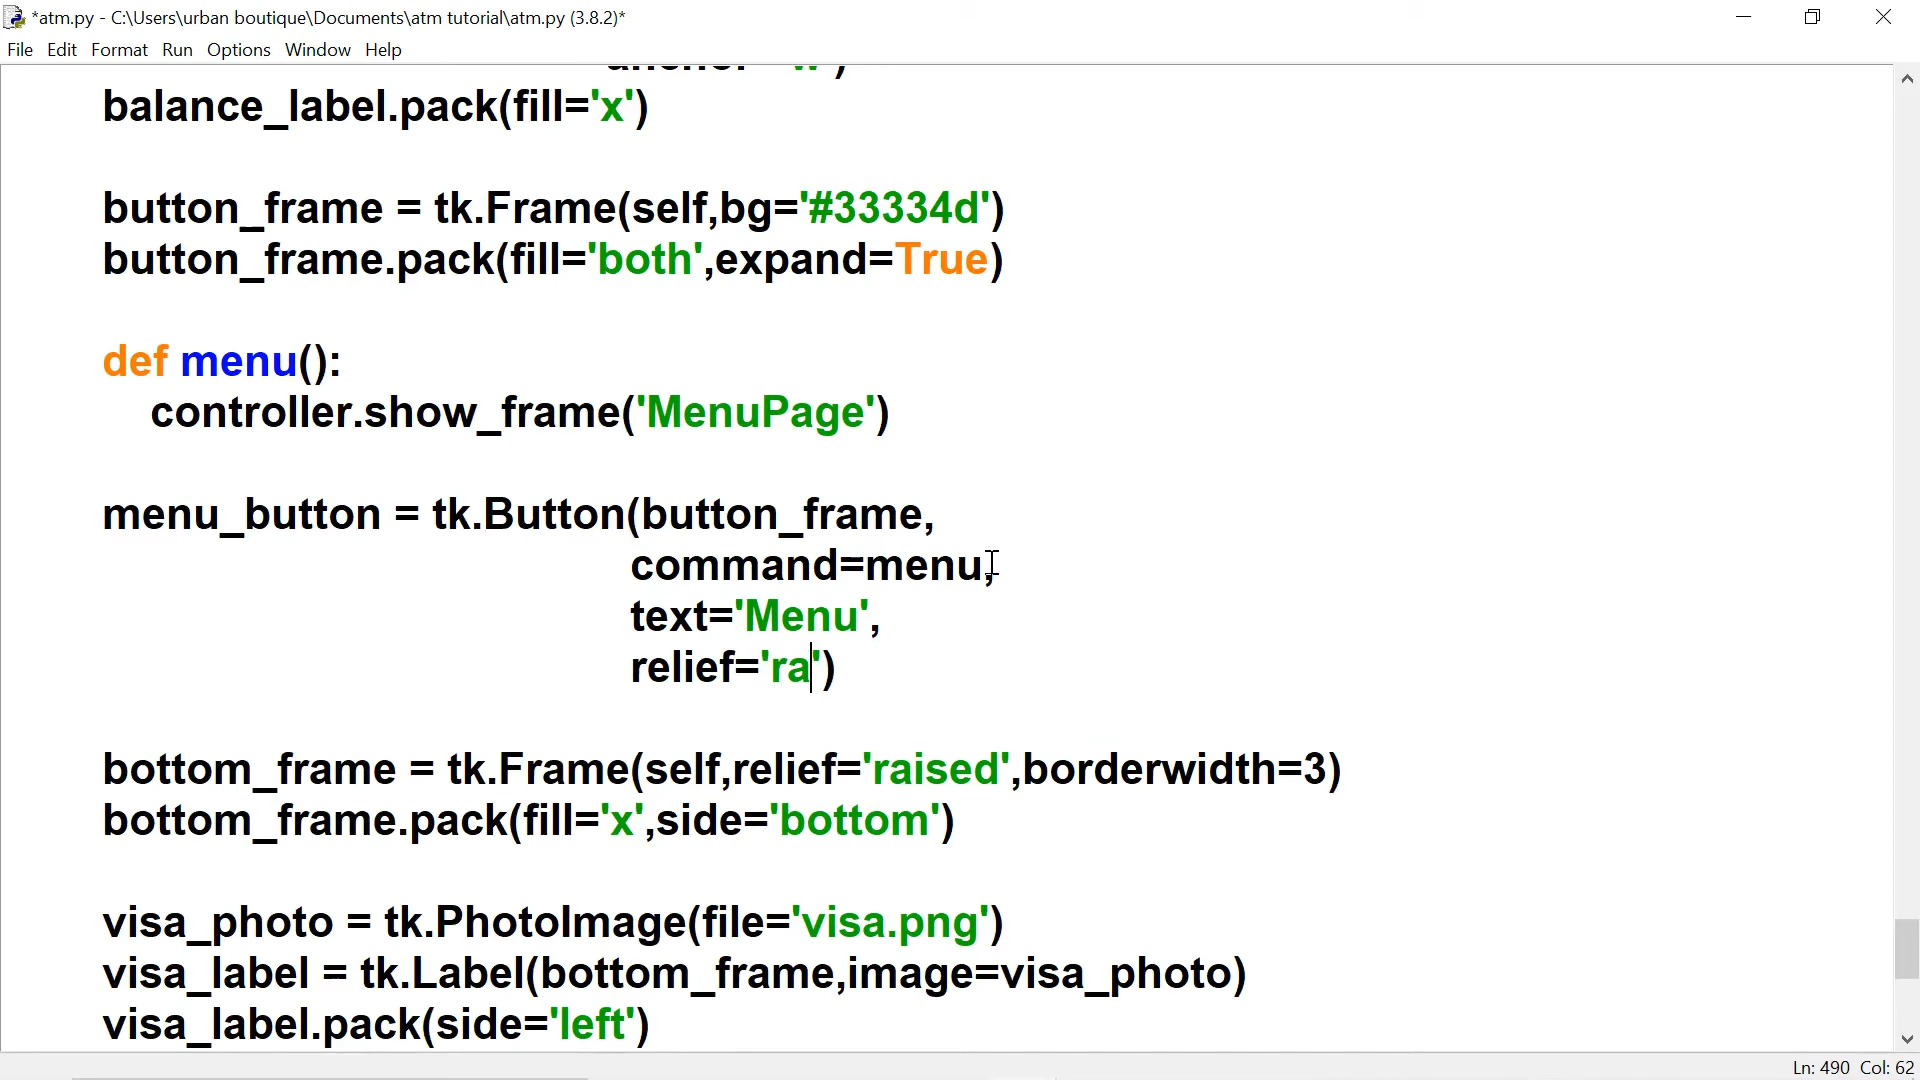 *atm.py - C:\Users\urban boutique\Documents\atm tutorial\atm.py (3.8.2)*
File Edit Format Run Options Window Help
balance_label.pack(fill='x')
button_frame = tk.Frame(self,bg='#33334d')
button_frame.pack(fill='both',expand=True)
def menu():
controller.show_frame('MenuPage')
menu_button = tk.Button(button_frame,
command=menu,
text='Menu',
relief='ra')
bottom_frame = tk.Frame(self,relief='raised',borderwidth=3)
bottom_frame.pack(fill='x',side='bottom')
visa_photo = tk.PhotoImage(file='visa.png')
visa_label = tk.Label(bottom_frame,image=visa_photo)
visa_label.pack(side='left')
Ln: 490 Col: 62